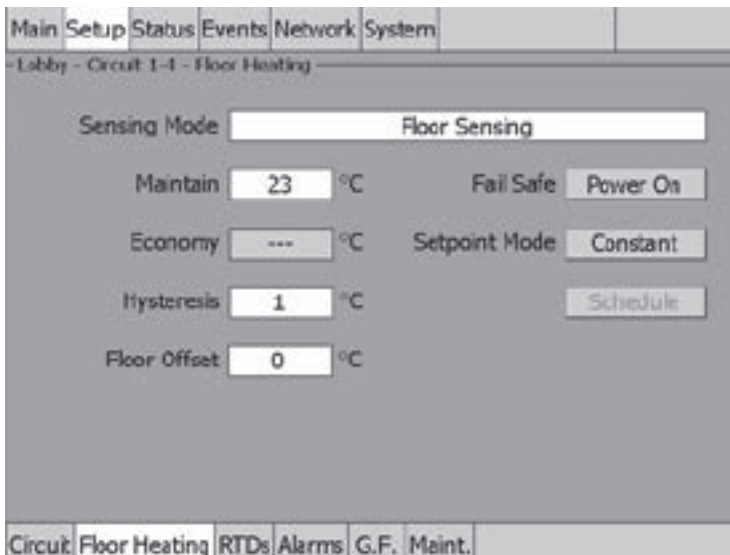 Main Setup Status Events Network System
Lobby - Circuit 1-4 - Floor Heating
Sensing Mode Floor Sensing
Maintain 23 °C Fail Safe Power On
Economy --- °C Setpoint Mode Constant
Hysteresis 1 °C Schedule
Floor Offset 0 °C
Circuit Floor Heating RTDs Alarms G.F. Maint.